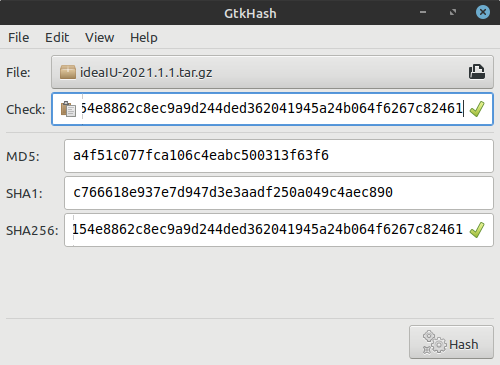 GtkHash
File Edit View Help
File: ideaIU-2021.1.1.tar.gz
Check: 54e8862c8ec9a9d244ded362041945a24b064f6267c82461
MD5: a4f51c077fca106c4eabc500313f63f6
SHA1: c766618e937e7d947d3e3aadf250a049c4aec890
SHA256: 154e8862c8ec9a9d244ded362041945a24b064f6267c82461
Hash